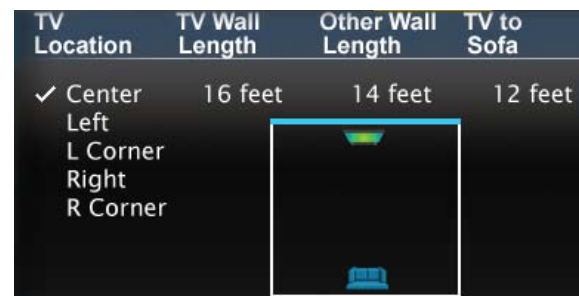 TV Location TV Wall Length Other Wall Length TV to Sofa
✓ Center 16 feet 14 feet 12 feet
Left
L Corner
Right
R Corner